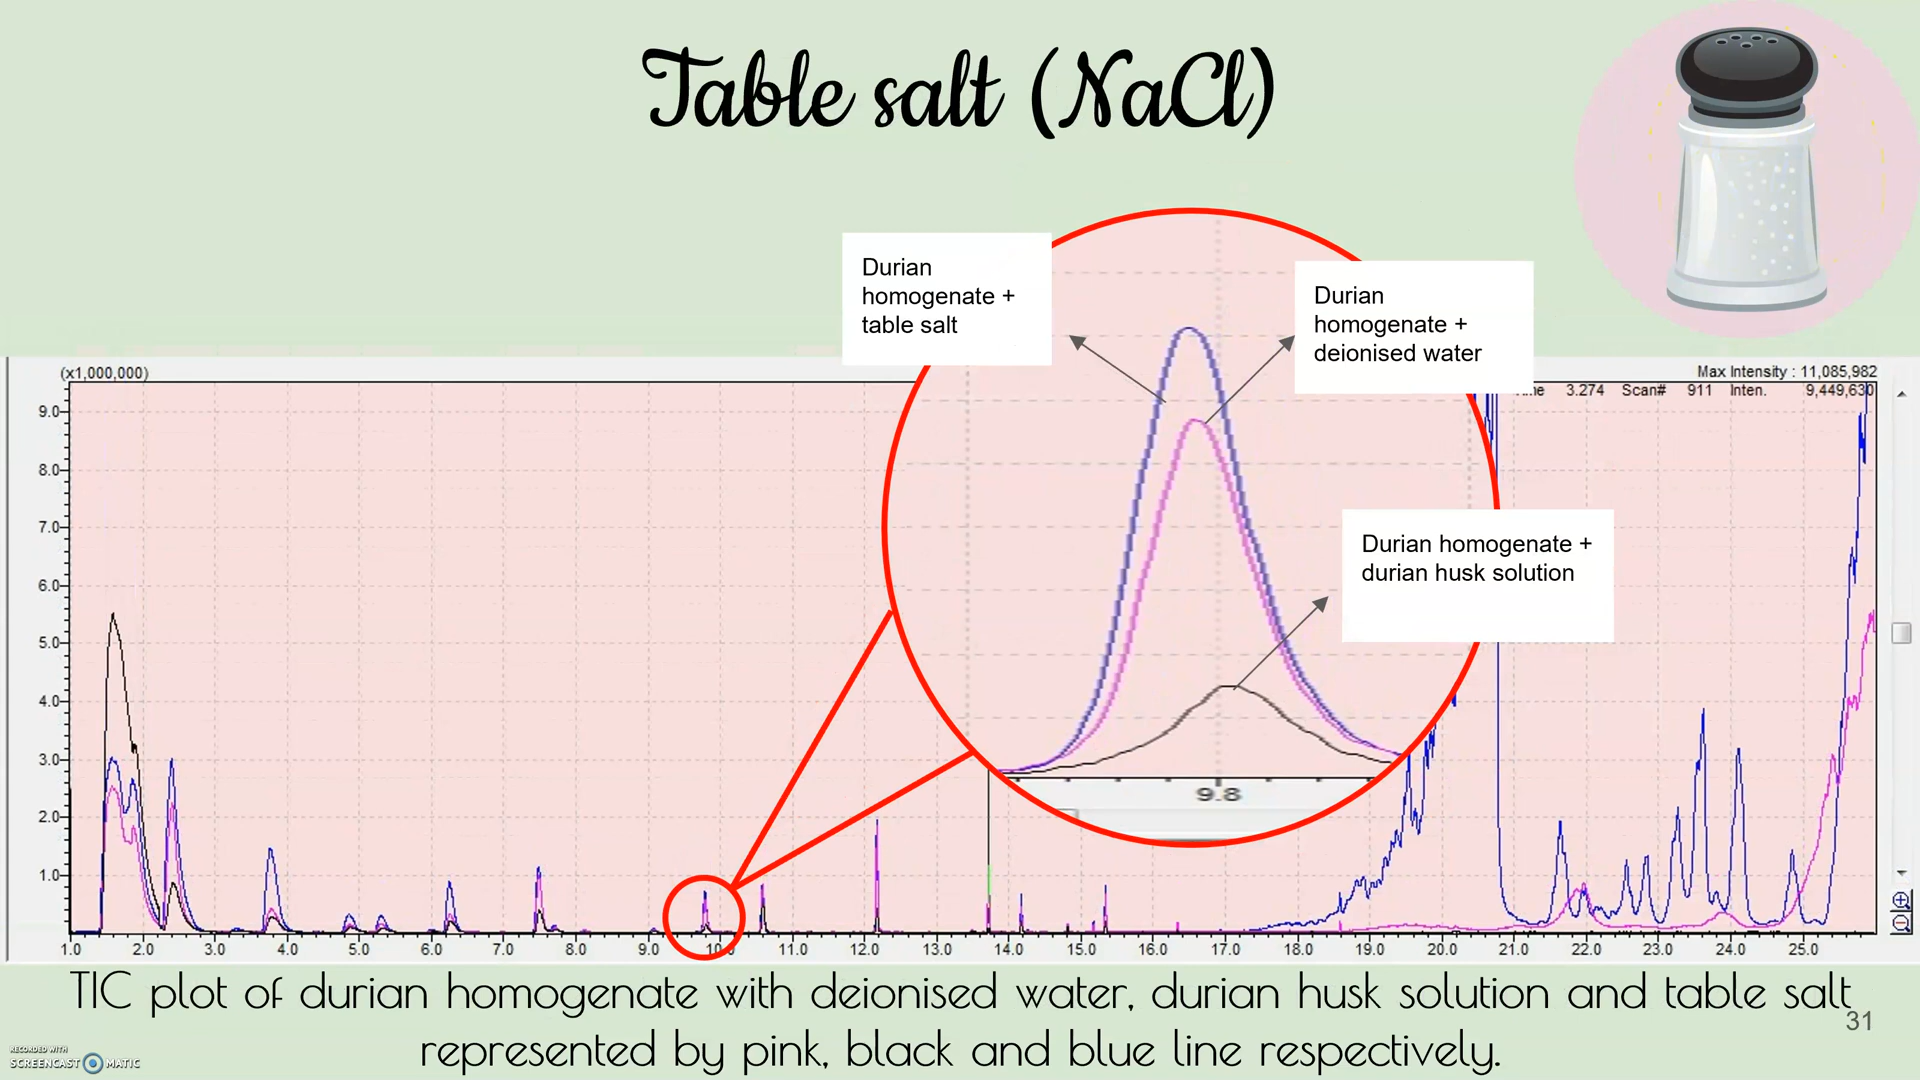 Table salt (NaCl)
Durian
homogenate +
table salt
Durian
homogenate +
deionised water
Durian homogenate +
durian husk solution
(x1,000,000)
Max Intensity : 11,085,982
3.274 Scan# 911 Inten. 9,449,630
9.0
8.0
7.0
6.0
5.0
4.0
3.0
2.0
1.0
9.8
1.0 2.0 3.0 4.0 5.0 6.0 7.0 8.0 9.0 11.0 12.0 13.0 14.0 15.0 16.0 17.0 18.0 19.0 20.0 21.0 22.0 23.0 24.0 25.0
TIC plot of durian homogenate with deionised water, durian husk solution and table salt
represented by pink, black and blue line respectively.
31
RECORDED WITH
SCREENCAST MATIC